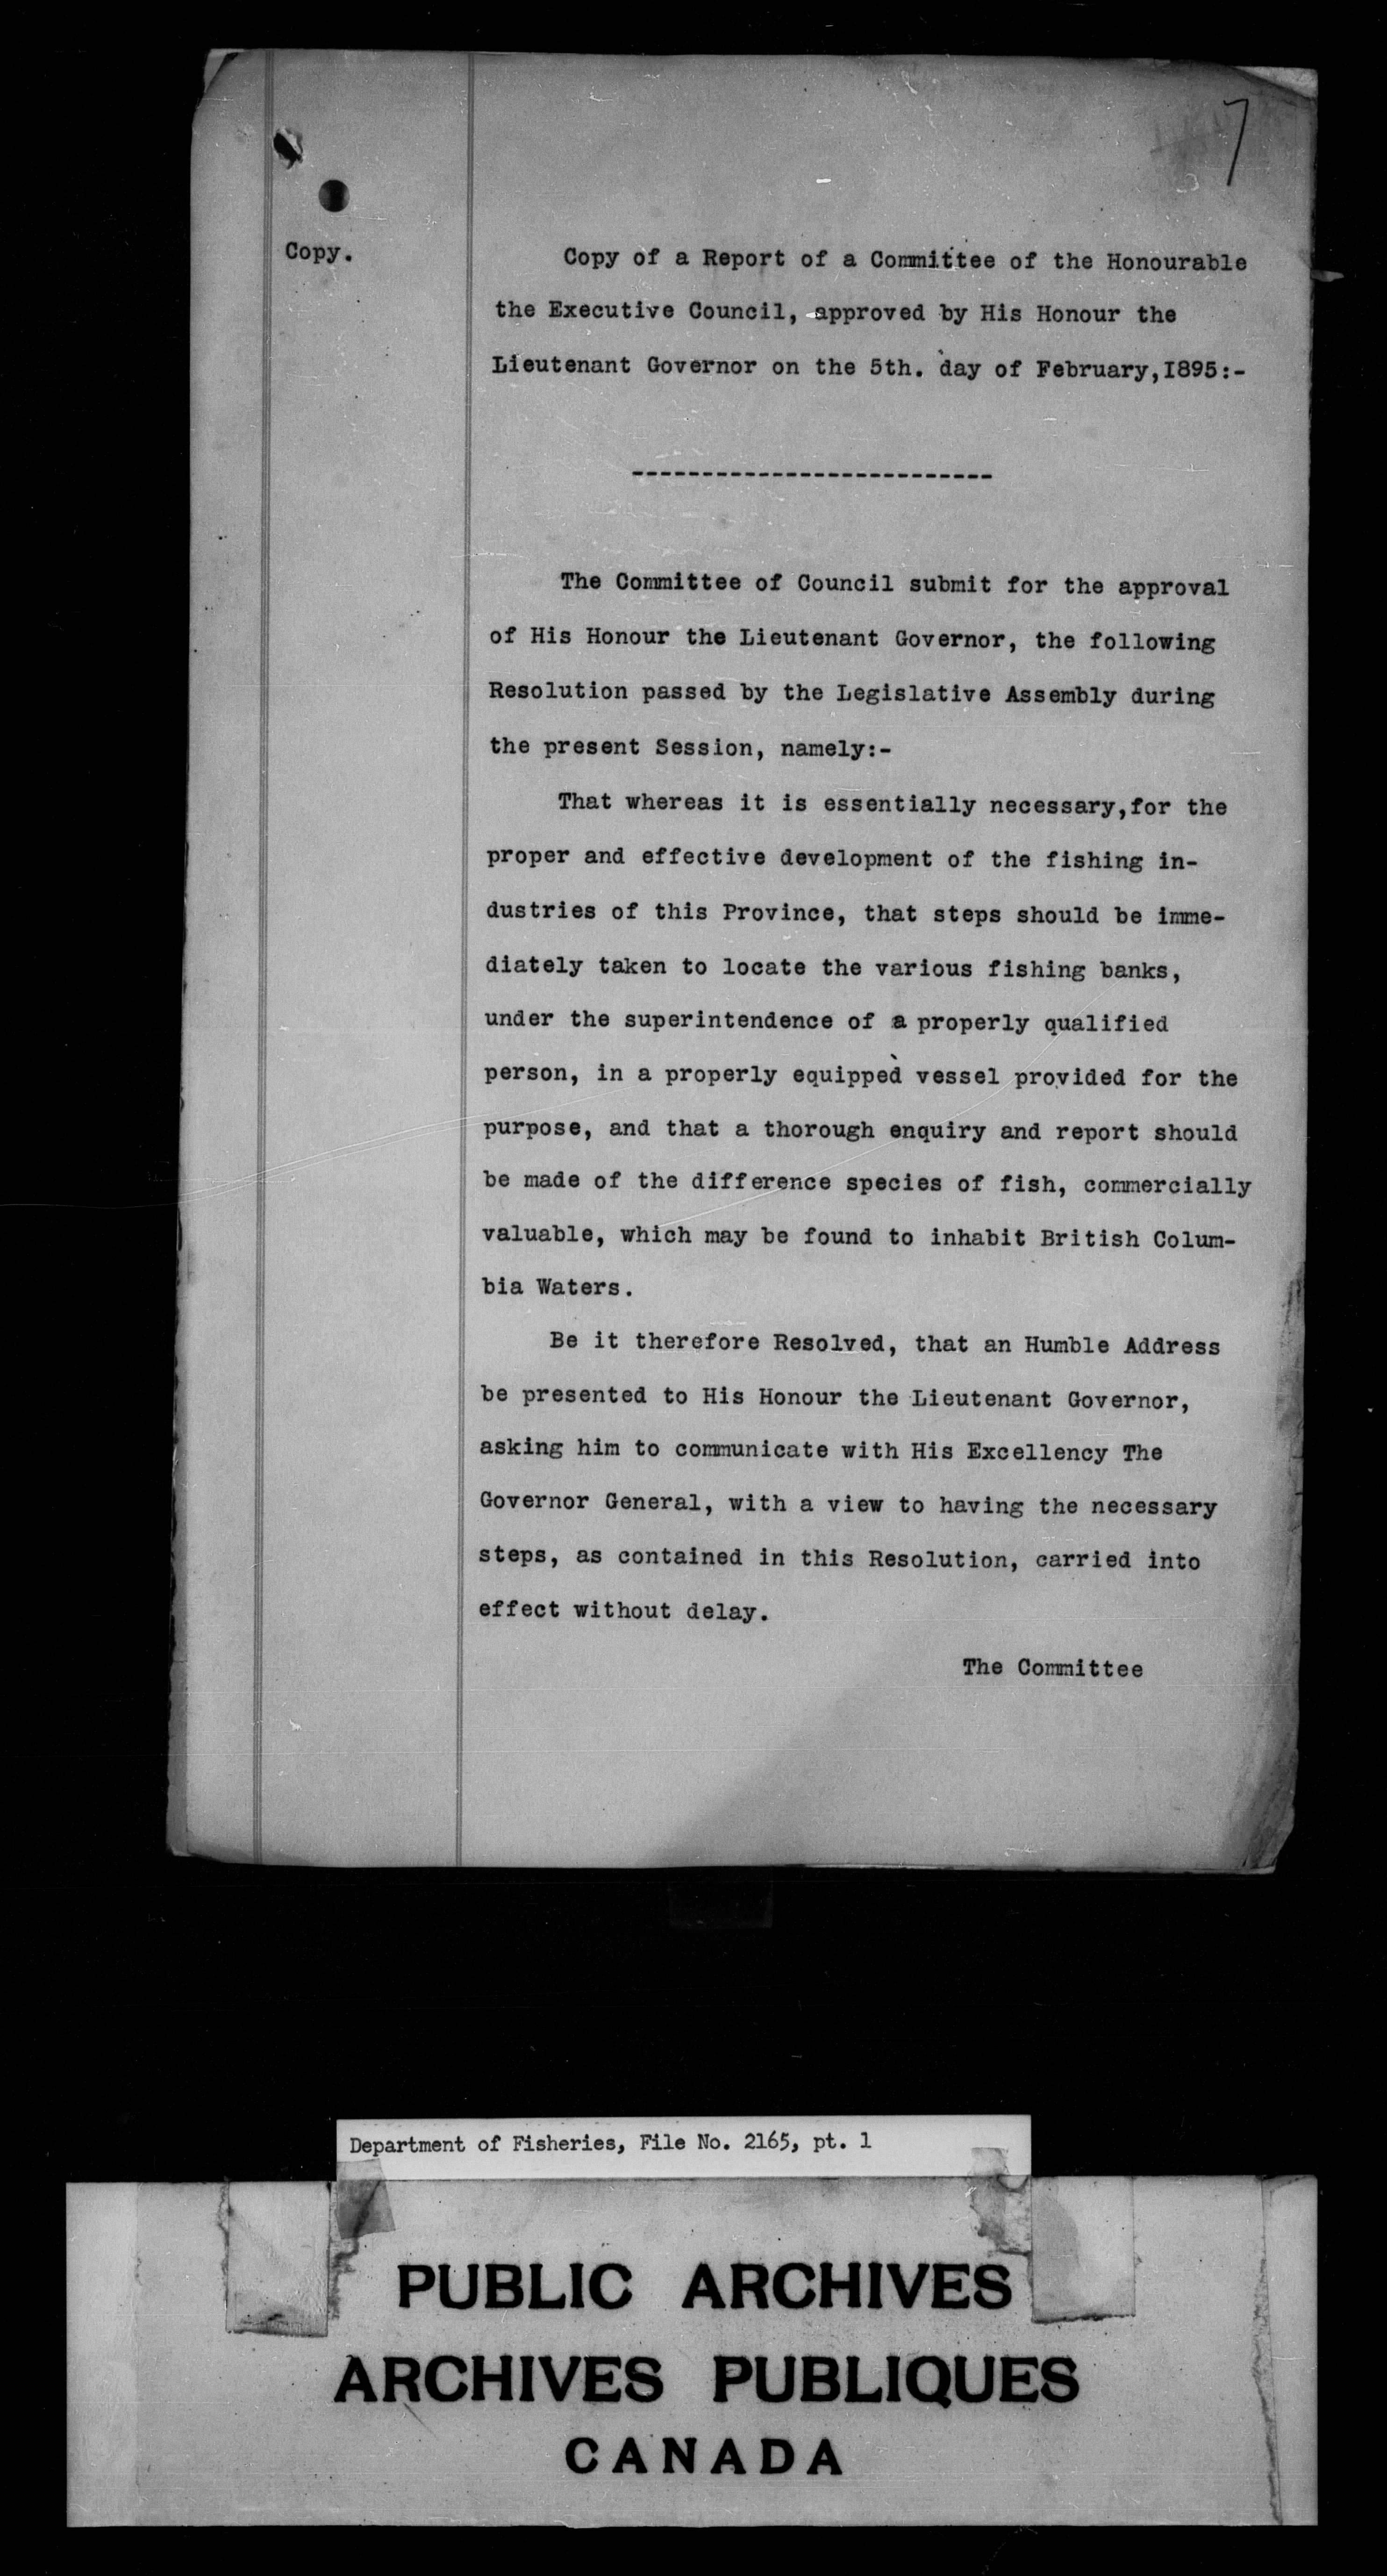 7
Copy.
Copy of a Report of a Committee of the Honourable
the Executive Council, approved by His Honour the
Lieutenant Governor on the 5th. day of February,I895:-
--------------------------
The Committee of Council submit for the approval
of His Honour the Lieutenant Governor, the following
Resolution passed by the Legislative Assembly during
the present Session, namely:-
That whereas it is essentially necessary,for the
proper and effective development of the fishing in-
dustries of this Province, that steps should be imme-
diately taken to locate the various fishing banks,
under the superintendence of a properly qualified
person, in a properly equipped vessel provided for the
purpose, and that a thorough enquiry and report should
be made of the difference species of fish, commercially
valuable, which may be found to inhabit British Colum-
bia Waters.
Be it therefore Resolved, that an Humble Address
be presented to His Honour the Lieutenant Governor,
asking him to communicate with His Excellency The
Governor General, with a view to having the necessary
steps, as contained in this Resolution, carried into
effect without delay.
The Committee
Department of Fisheries, File No. 2165, pt. 1
PUBLIC ARCHIVES
ARCHIVES PUBLIQUES
CANADA